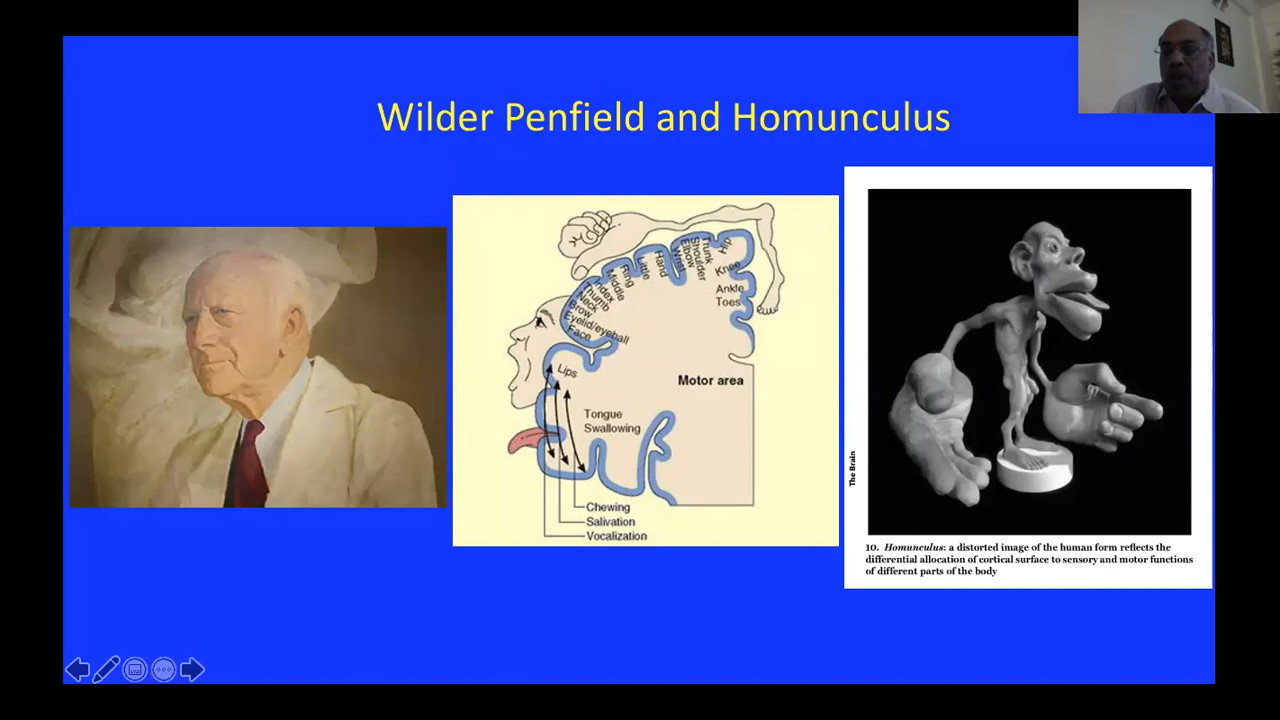 Wilder Penfield and Homunculus
Toes
Ankle
Knee
Hip
Trunk
Shoulder
Elbow
Wrist
Hand
Little
Ring
Middle
Index
Thumb
Neck
Brow
Eyelid/eyeball
Face
Lips
Motor area
Tongue
Swallowing
Chewing
Salivation
Vocalization
The Brain
10. Homunculus: a distorted image of the human form reflects the
differential allocation of cortical surface to sensory and motor functions
of different parts of the body